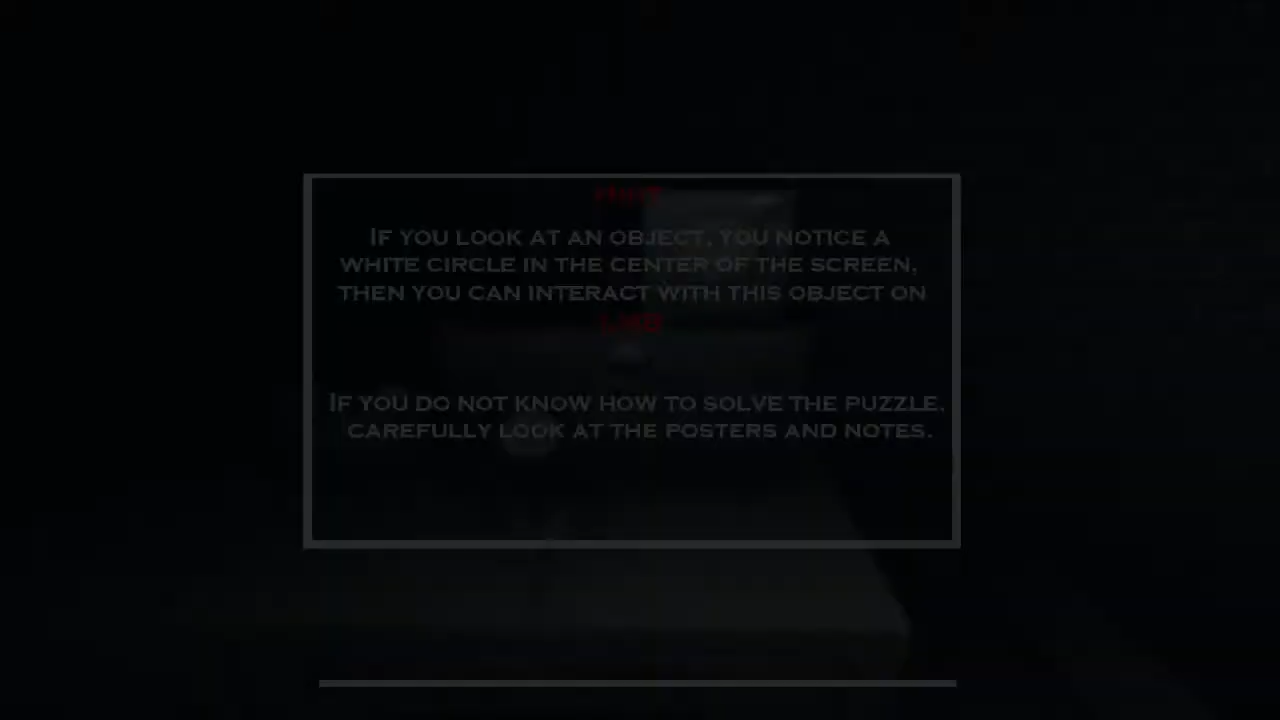 HINT
IF YOU LOOK AT AN OBJECT, YOU NOTICE A
WHITE CIRCLE IN THE CENTER OF THE SCREEN,
THEN YOU CAN INTERACT WITH THIS OBJECT ON
LMB
IF YOU DO NOT KNOW HOW TO SOLVE THE PUZZLE.
CAREFULLY LOOK AT THE POSTERS AND NOTES.